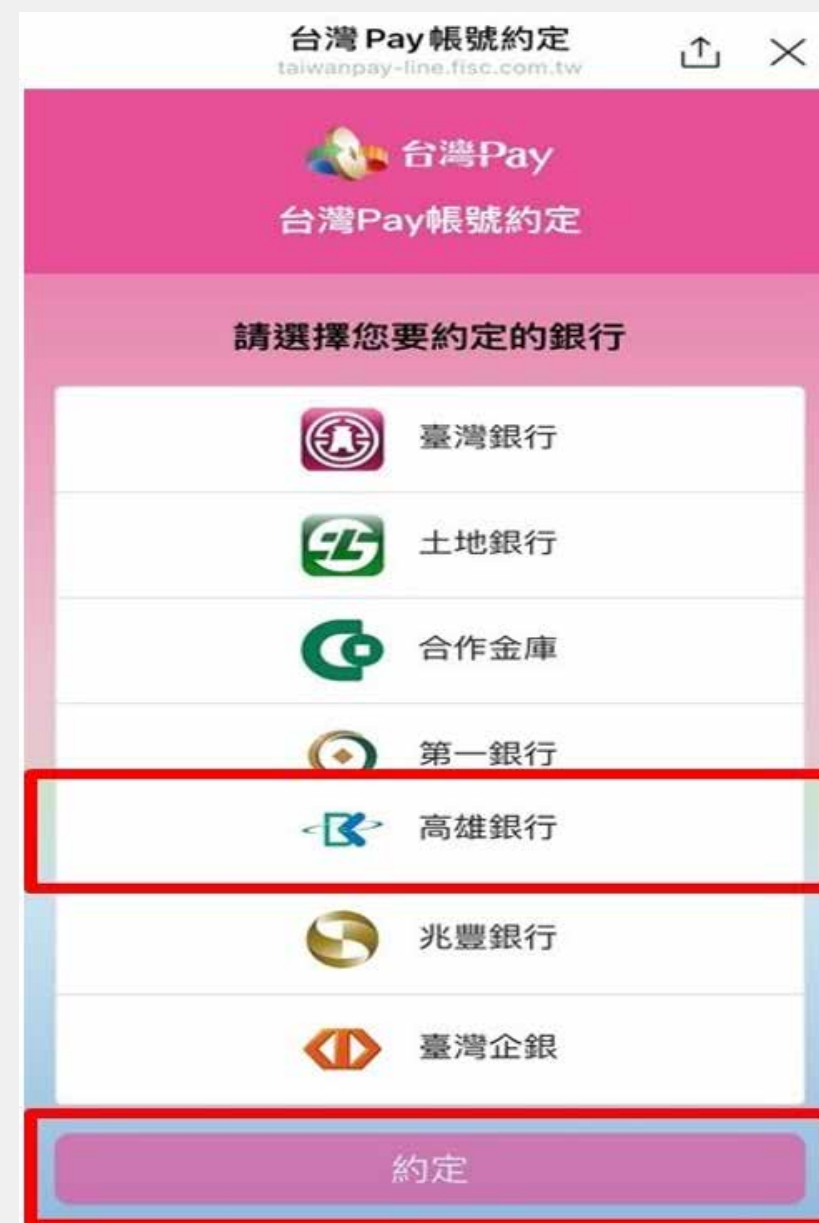 台灣 Pay 帳號約定
taiwanpay-line.fisc.com.tw
台灣Pay
台灣Pay帳號約定
請選擇您要約定的銀行
臺灣銀行
土地銀行
合作金庫
第一銀行
高雄銀行
兆豐銀行
臺灣企銀
約定